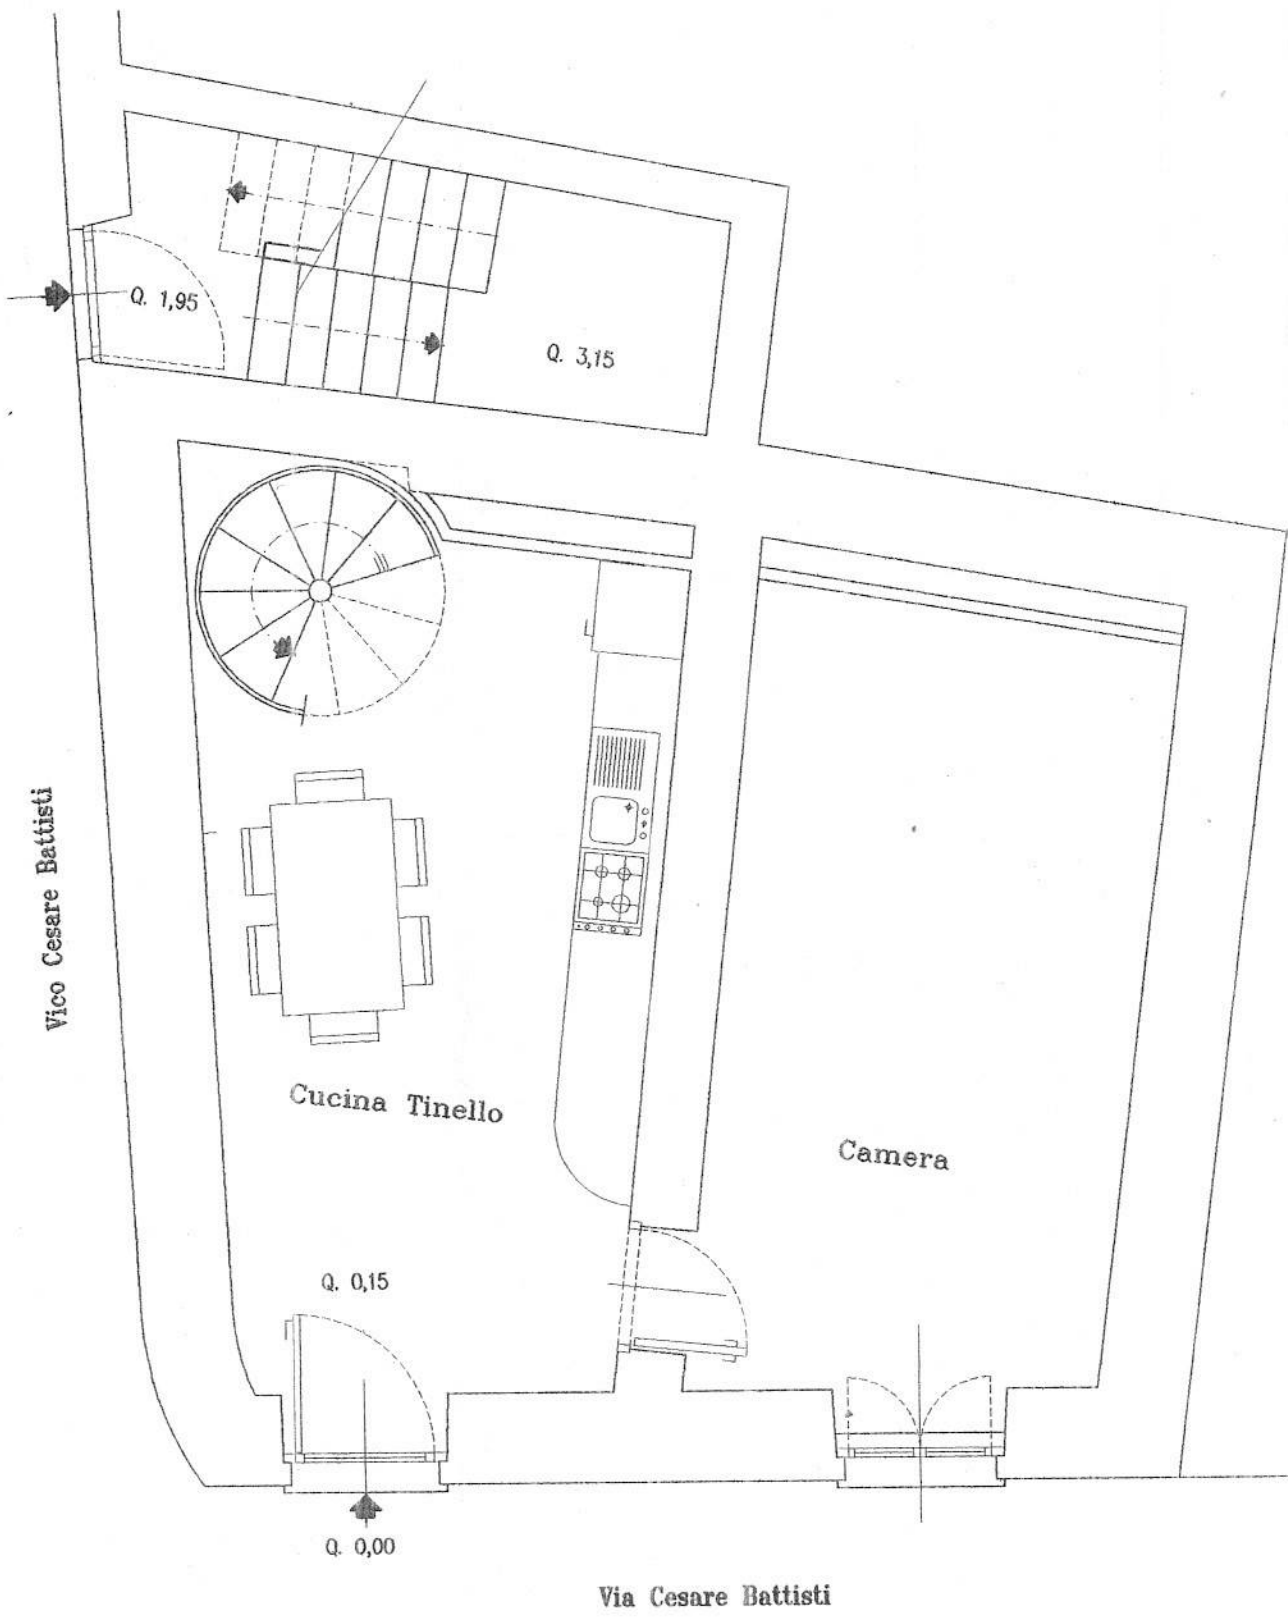 Q. 1,95
Q. 3,15
Vico Cesare Battisti
Cucina Tinello
Camera
Q. 0,15
Q. 0,00
Via Cesare Battisti